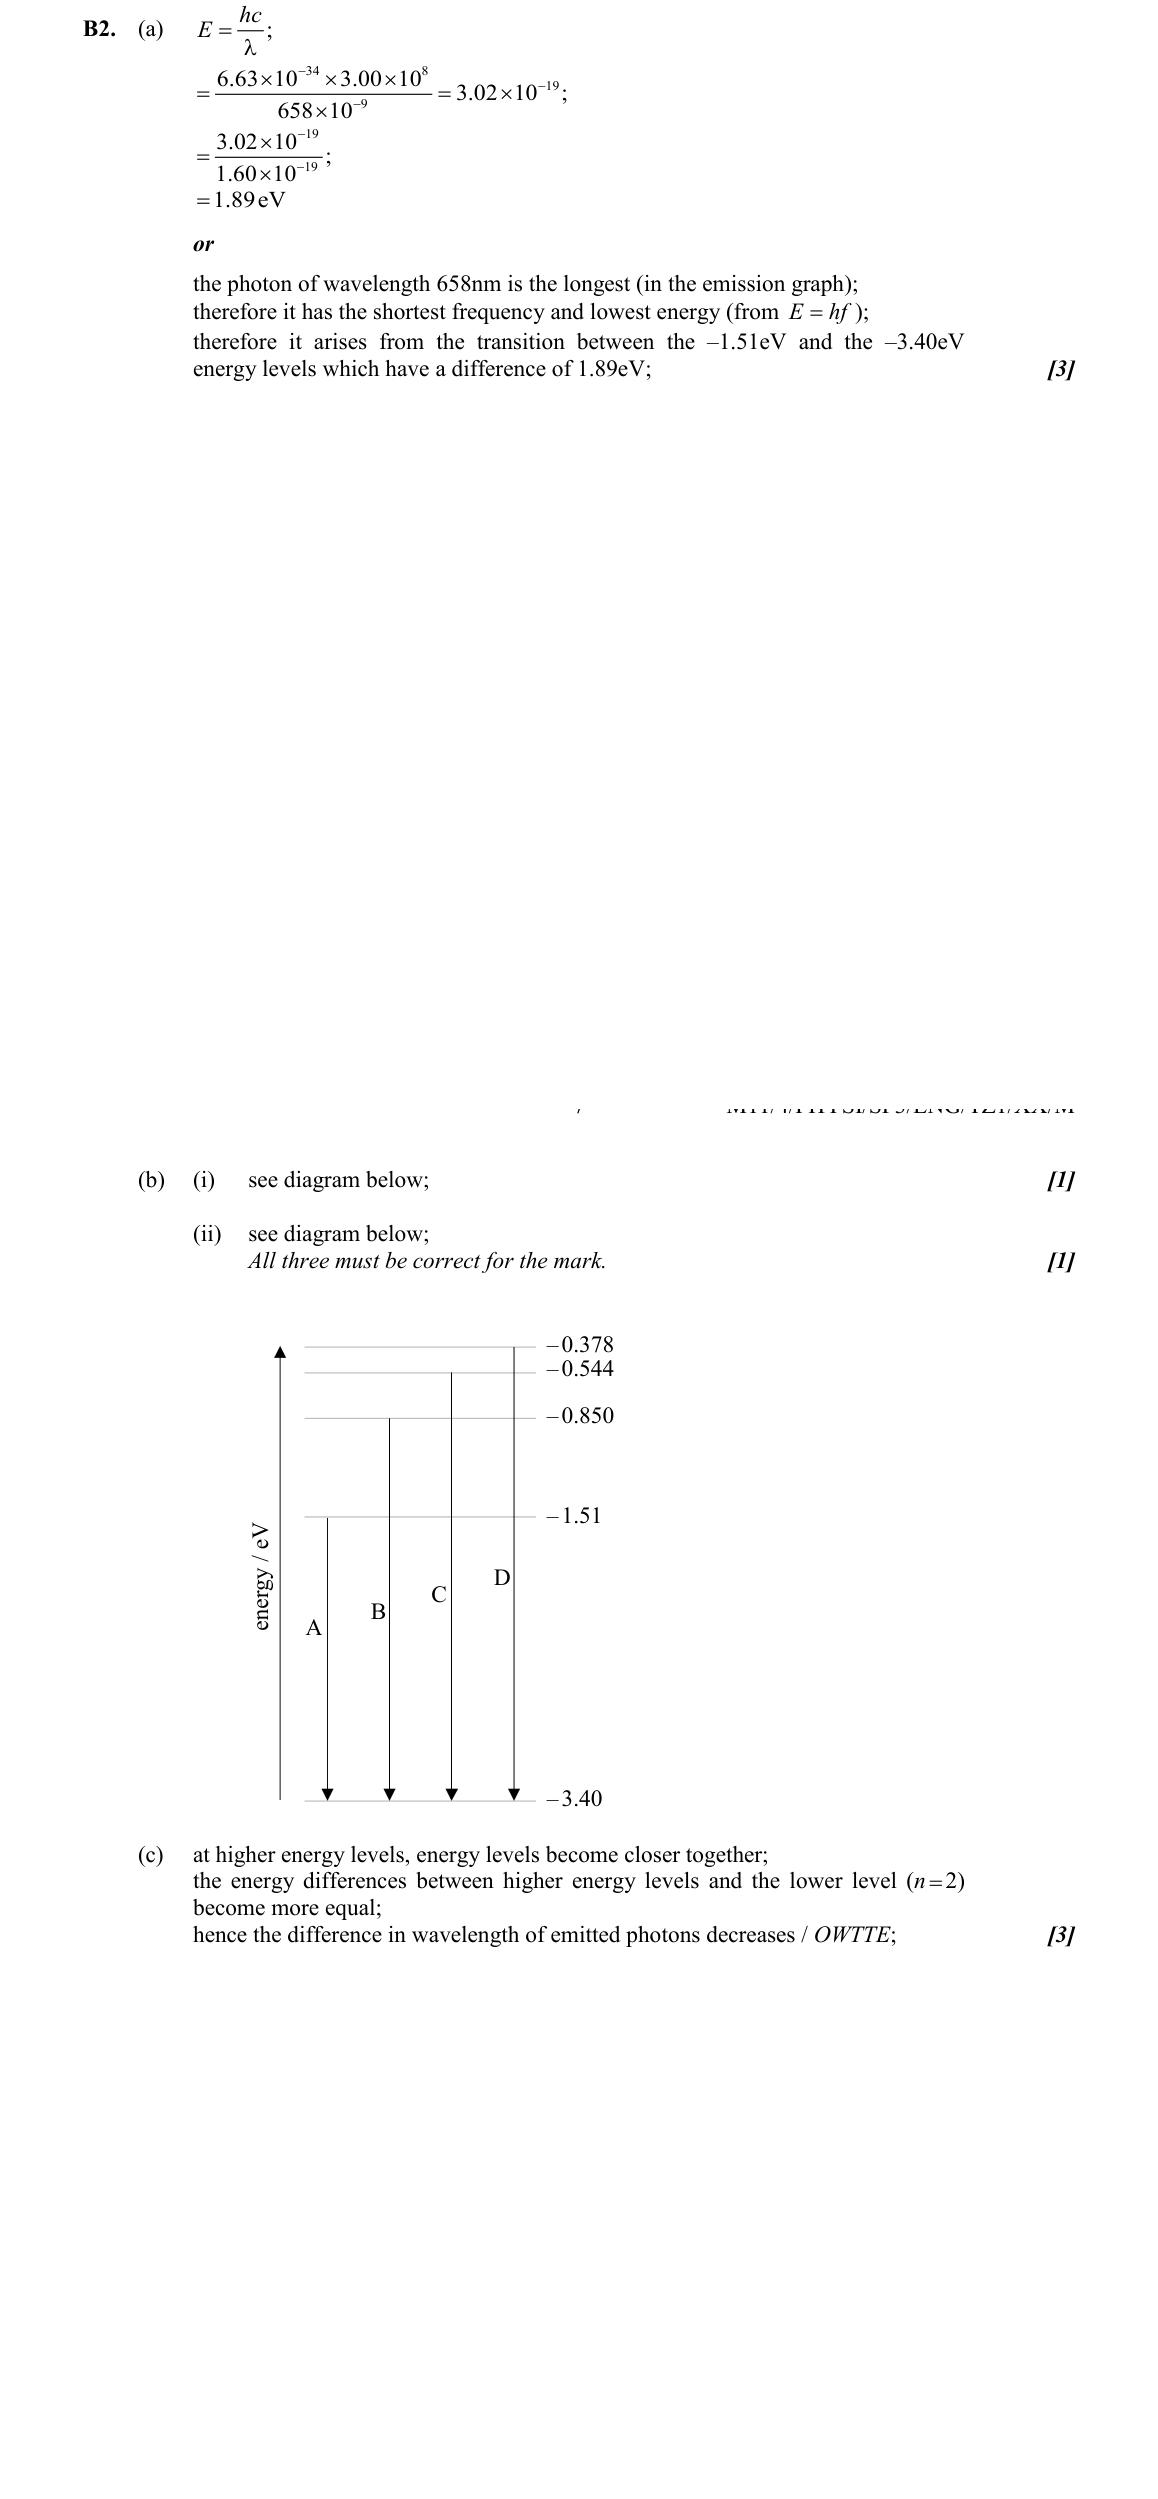 B2. (a) E = hc/λ;
= 6.63×10⁻³⁴ ×3.00×10⁸ / 658×10⁻⁹ = 3.02×10⁻¹⁹;
= 3.02×10⁻¹⁹ / 1.60×10⁻¹⁹;
= 1.89 eV
or
the photon of wavelength 658nm is the longest (in the emission graph);
therefore it has the shortest frequency and lowest energy (from E = hf );
therefore it arises from the transition between the –1.51eV and the –3.40eV
energy levels which have a difference of 1.89eV; [3]
(b) (i) see diagram below; [1]
(ii) see diagram below;
All three must be correct for the mark. [1]
–0.378
–0.544
–0.850
–1.51
energy / eV
D
C
B
A
–3.40
(c) at higher energy levels, energy levels become closer together;
the energy differences between higher energy levels and the lower level (n=2)
become more equal;
hence the difference in wavelength of emitted photons decreases / OWTTE; [3]